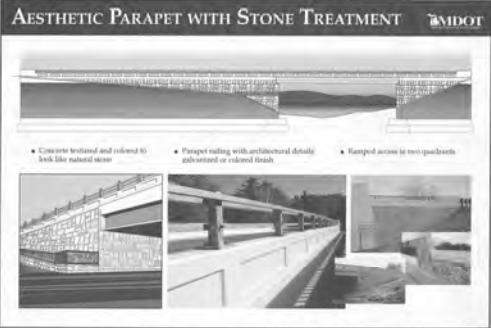 AESTHETIC PARAPET WITH STONE TREATMENT
MDOT
• Concrete textured and colored to
look like natural stone
• Parapet railing with architectural details
galvanized or colored finish
• Ramped access in two quadrants